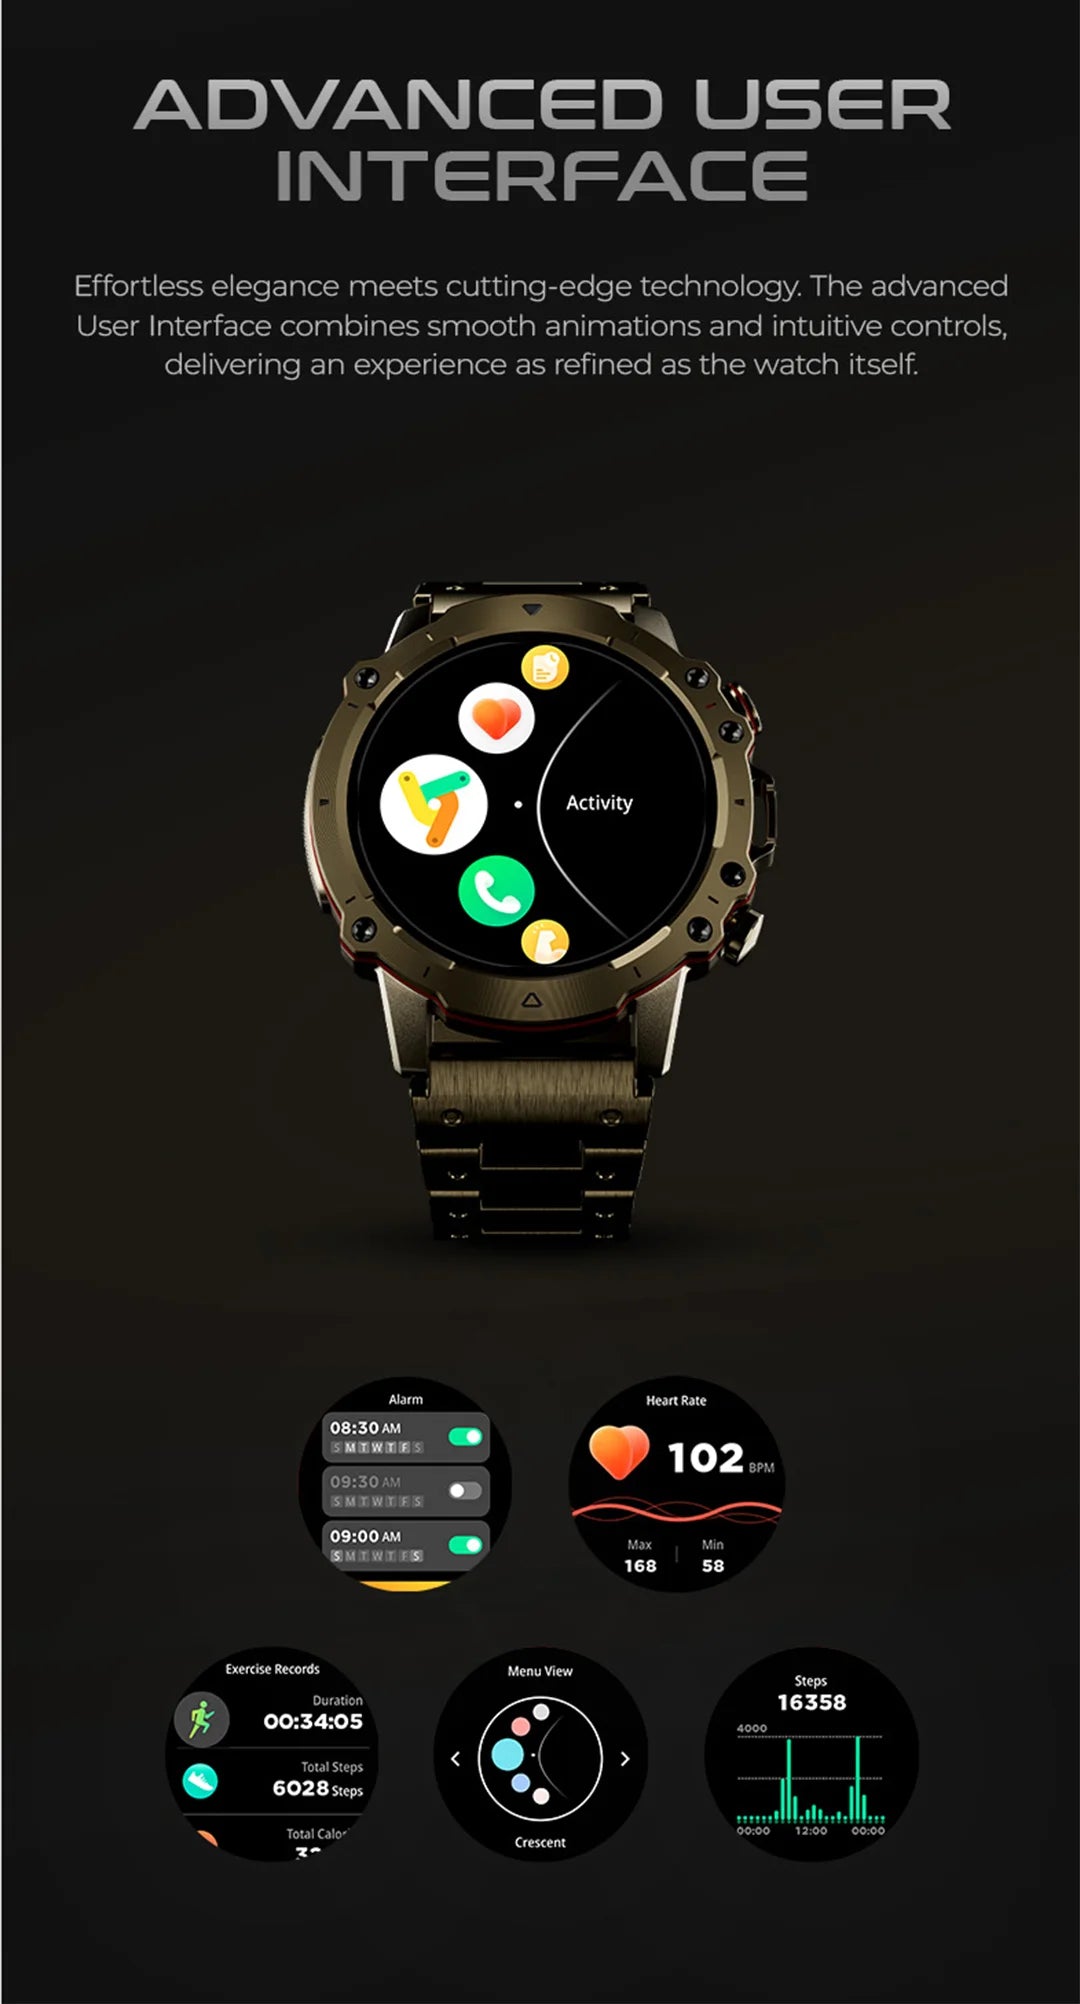 ADVANCED USER
INTERFACE
Effortless elegance meets cutting-edge technology. The advanced
User Interface combines smooth animations and intuitive controls,
delivering an experience as refined as the watch itself.
Activity
Alarm
08:30 AM
S M T W T F S
09:30 AM
S M T W T F S
09:00 AM
S M T W T F S
Heart Rate
102 BPM
Max
168
Min
58
Exercise Records
Duration
00:34:05
Total Steps
6028 Steps
Total Calor
Menu View
Crescent
Steps
16358
4000
00:00 12:00 00:00